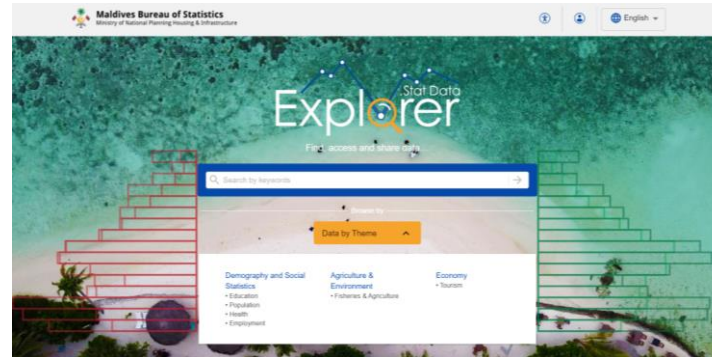 Maldives Bureau of Statistics
Ministry of National Planning Housing & Infrastructure
English
.Stat Data
Explorer
Find, access and share data...
Search by keywords
Browse by
Data by Theme
Demography and Social
Statistics
• Education
• Population
• Health
• Employment
Agriculture &
Environment
• Fisheries & Agriculture
Economy
• Tourism